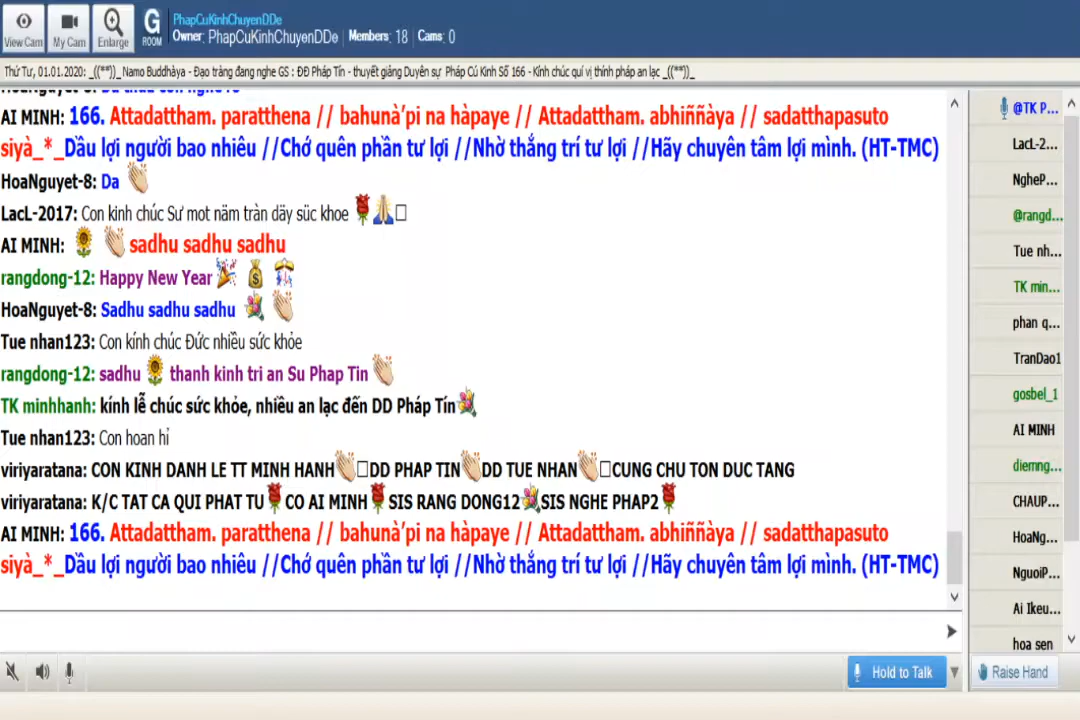 View Cam
My Cam
Enlarge
G
ROOM
PhapCuKinhChuyenDDe
Owner: PhapCuKinhChuyenDDe Members: 18 Cams: 0
Thứ Tư, 01.01.2020: _((**))_ Namo Buddhàya - Đạo tràng đang nghe GS : ĐĐ Pháp Tín - thuyết giảng Duyên sự Pháp Cú Kinh Số 166 - Kính chúc quí vị thính pháp an lạc _((**))_
AI MINH: 166. Attadattham. paratthena // bahunà'pi na hàpaye // Attadattham. abhiññàya // sadatthapasuto
siyà_*_Dầu lợi người bao nhiêu //Chớ quên phần tư lợi //Nhờ thắng trí tư lợi //Hãy chuyên tâm lợi mình. (HT-TMC)
HoaNguyet-8: Da
LacL-2017: Con kinh chúc Sư mot năm tràn dãy süc khoe
AI MINH: sadhu sadhu sadhu
rangdong-12: Happy New Year
HoaNguyet-8: Sadhu sadhu sadhu
Tue nhan123: Con kính chúc Đức nhiều sức khỏe
rangdong-12: sadhu thanh kinh tri an Su Phap Tin
TK minhhanh: kính lễ chúc sức khỏe, nhiều an lạc đến DD Pháp Tín
Tue nhan123: Con hoan hỉ
viriyaratana: CON KINH DANH LE TT MINH HANH DD PHAP TIN DD TUE NHAN CUNG CHU TON DUC TANG
viriyaratana: K/C TAT CA QUI PHAT TU CO AI MINH SIS RANG DONG12 SIS NGHE PHAP2
AI MINH: 166. Attadattham. paratthena // bahunà'pi na hàpaye // Attadattham. abhiññàya // sadatthapasuto
siyà_*_Dầu lợi người bao nhiêu //Chớ quên phần tư lợi //Nhờ thắng trí tư lợi //Hãy chuyên tâm lợi mình. (HT-TMC)
@TK P...
LacL-2...
NgheP...
@rangd...
Tue nh...
TK min...
phan q...
TranDao1
gosbel_1
AI MINH
diemng...
CHAUP...
HoaNg...
NguoiP...
Ai Ikeu...
hoa sen
Hold to Talk
Raise Hand